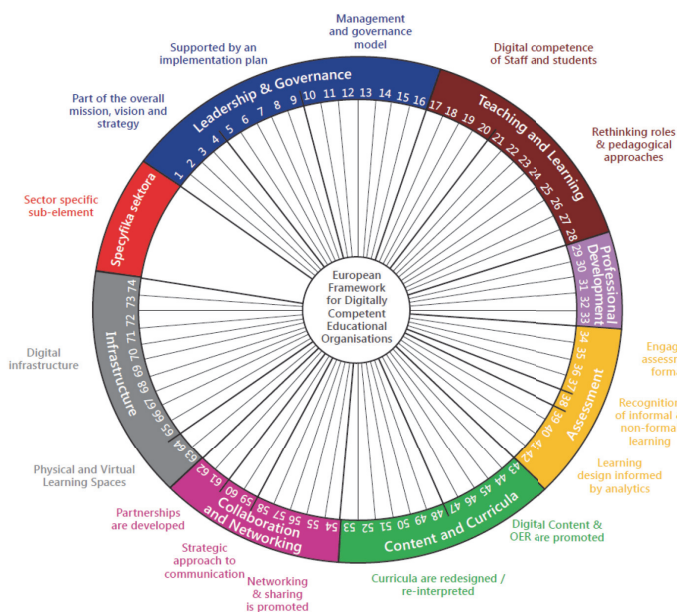 Management
and governance
model
Supported by an
implementation plan
Part of the overall
mission, vision and
strategy
Digital competence
of Staff and students
Rethinking roles
& pedagogical
approaches
Sector specific
sub-element
Leadership & Governance
Teaching and Learning
Professional
Development
Assessment
Content and Curricula
Collaboration
and Networking
Infrastructure
Specyfika sektora
1 2 3 4 5 6 7 8 9 10 11 12 13 14 15 16
17 18 19 20 21 22 23 24 25 26 27 28
29 30 31 32 33
34 35 36 37 38 39 40 41 42
43 44 45 46 47 48 49 50 51 52 53
54 55 56 57 58 59 60 61 62
63 64 65 66 67 68 69 70 71 72 73 74
European
Framework
for Digitally
Competent
Educational
Organisations
Digital
infrastructure
Physical and Virtual
Learning Spaces
Partnerships
are developed
Strategic
approach to
communication
Networking
& sharing
is promoted
Curricula are redesigned /
re-interpreted
Digital Content &
OER are promoted
Learning
design informed
by analytics
Recognition
of informal
non-forma
learning
Engag
assessm
forma